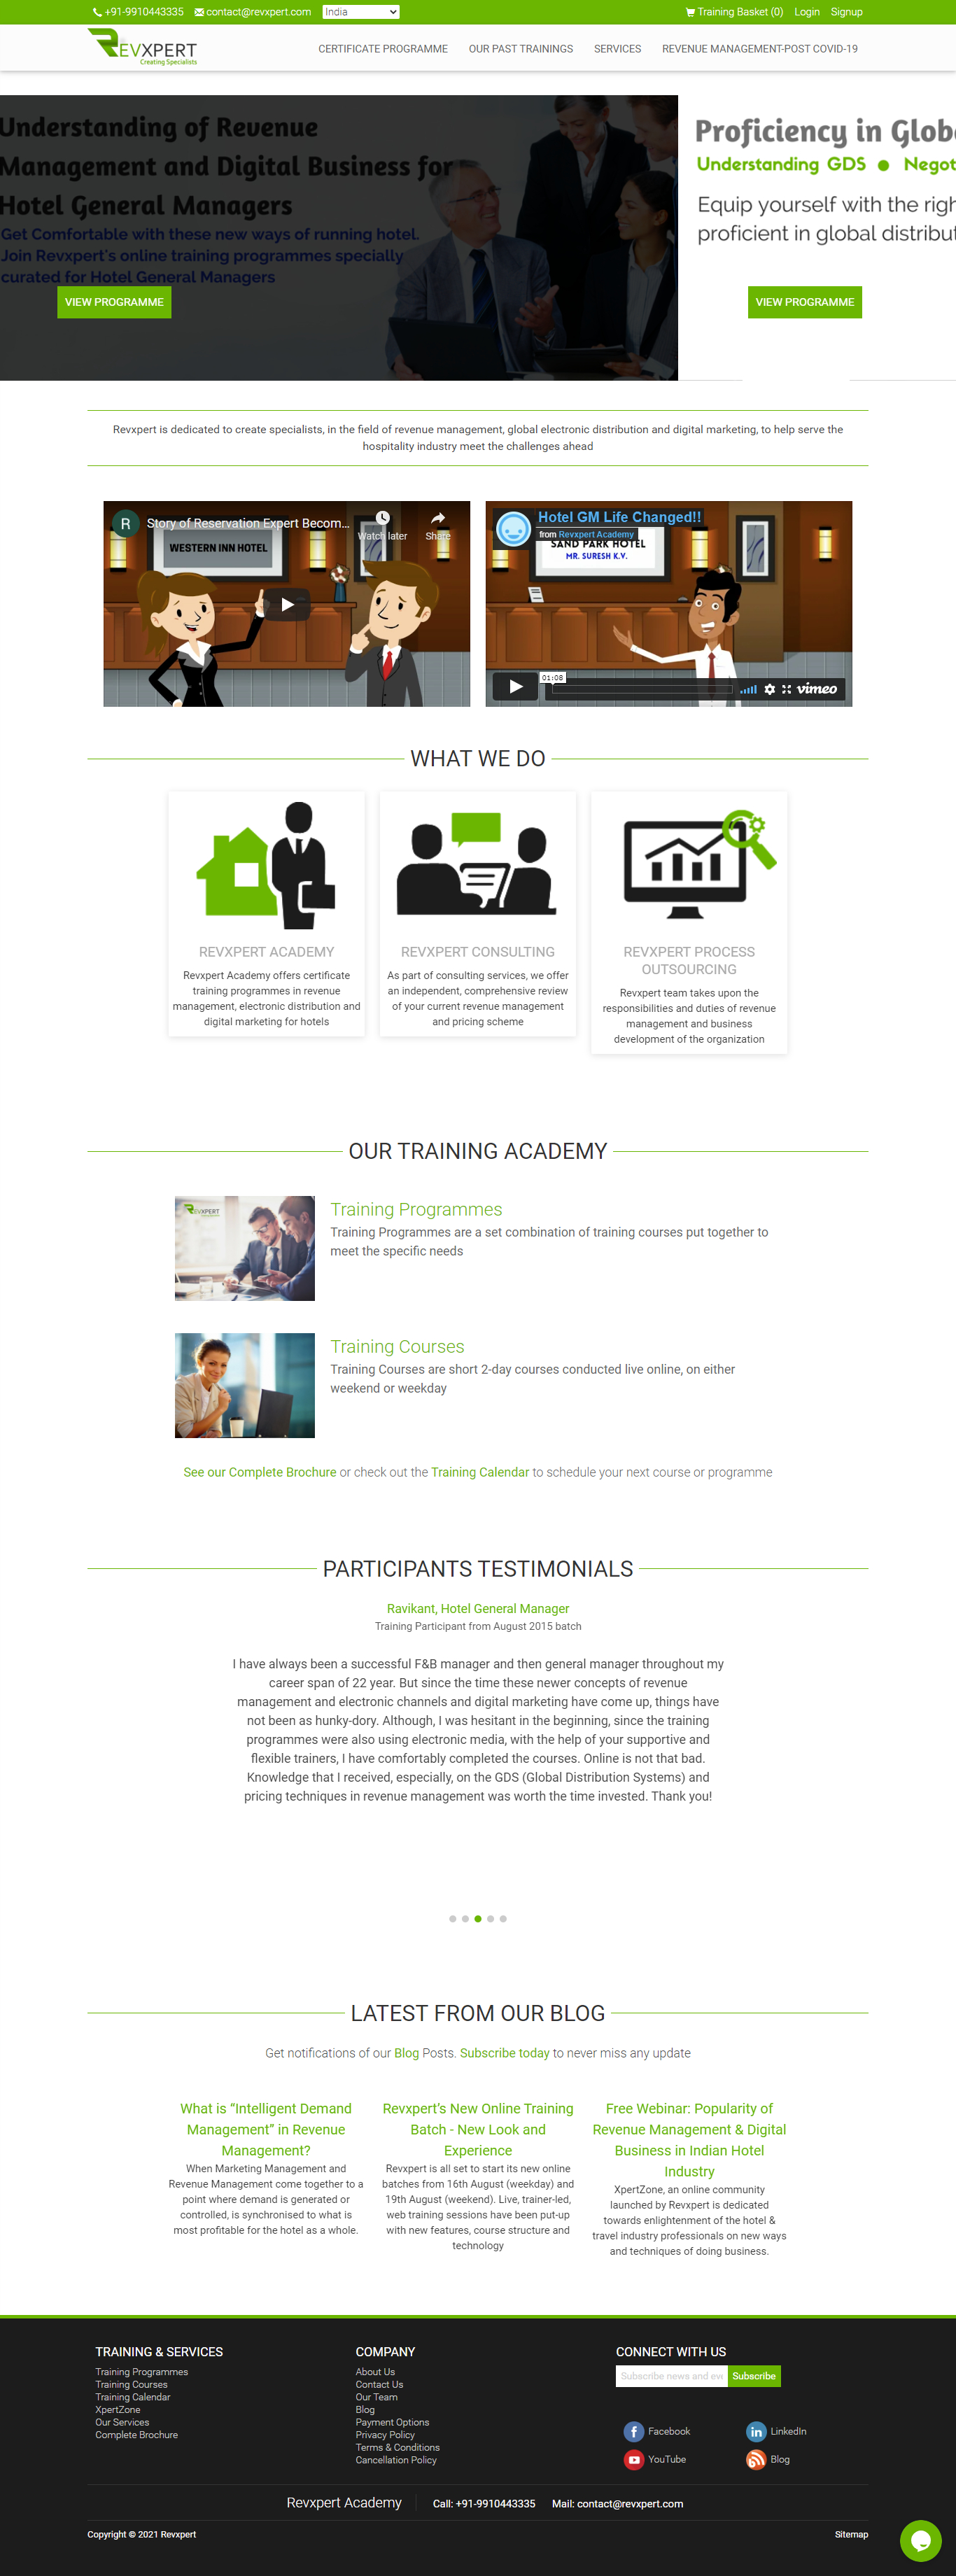 +91-9910443335 contact@revxpert.com India Training Basket (0) Login Signup
REVXPERT
Creating Specialists
CERTIFICATE PROGRAMME OUR PAST TRAININGS SERVICES REVENUE MANAGEMENT-POST COVID-19
Understanding of Revenue
Management and Digital Business for
Hotel General Managers
Get Comfortable with these new ways of running hotel.
Join Revxpert's online training programmes specially
curated for Hotel General Managers
VIEW PROGRAMME
Proficiency in Glob
Understanding GDS ● Negot
Equip yourself with the righ
proficient in global distribut
VIEW PROGRAMME
Revxpert is dedicated to create specialists, in the field of revenue management, global electronic distribution and digital marketing, to help serve the
hospitality industry meet the challenges ahead
R Story of Reservation Expert Becom...
Watch later Share
WESTERN INN HOTEL
Hotel GM Life Changed!!
from Revxpert Academy
SAND PARK HOTEL
MR. SURESH K.V.
01:08
vimeo
WHAT WE DO
REVXPERT ACADEMY
Revxpert Academy offers certificate
training programmes in revenue
management, electronic distribution and
digital marketing for hotels
REVXPERT CONSULTING
As part of consulting services, we offer
an independent, comprehensive review
of your current revenue management
and pricing scheme
REVXPERT PROCESS
OUTSOURCING
Revxpert team takes upon the
responsibilities and duties of revenue
management and business
development of the organization
OUR TRAINING ACADEMY
REVXPERT
Training Programmes
Training Programmes are a set combination of training courses put together to
meet the specific needs
Training Courses
Training Courses are short 2-day courses conducted live online, on either
weekend or weekday
See our Complete Brochure or check out the Training Calendar to schedule your next course or programme
PARTICIPANTS TESTIMONIALS
Ravikant, Hotel General Manager
Training Participant from August 2015 batch
I have always been a successful F&B manager and then general manager throughout my
career span of 22 year. But since the time these newer concepts of revenue
management and electronic channels and digital marketing have come up, things have
not been as hunky-dory. Although, I was hesitant in the beginning, since the training
programmes were also using electronic media, with the help of your supportive and
flexible trainers, I have comfortably completed the courses. Online is not that bad.
Knowledge that I received, especially, on the GDS (Global Distribution Systems) and
pricing techniques in revenue management was worth the time invested. Thank you!
LATEST FROM OUR BLOG
Get notifications of our Blog Posts. Subscribe today to never miss any update
What is “Intelligent Demand
Management” in Revenue
Management?
When Marketing Management and
Revenue Management come together to a
point where demand is generated or
controlled, is synchronised to what is
most profitable for the hotel as a whole.
Revxpert’s New Online Training
Batch - New Look and
Experience
Revxpert is all set to start its new online
batches from 16th August (weekday) and
19th August (weekend). Live, trainer-led,
web training sessions have been put-up
with new features, course structure and
technology
Free Webinar: Popularity of
Revenue Management & Digital
Business in Indian Hotel
Industry
XpertZone, an online community
launched by Revxpert is dedicated
towards enlightenment of the hotel &
travel industry professionals on new ways
and techniques of doing business.
TRAINING & SERVICES
Training Programmes
Training Courses
Training Calendar
XpertZone
Our Services
Complete Brochure
COMPANY
About Us
Contact Us
Our Team
Blog
Payment Options
Privacy Policy
Terms & Conditions
Cancellation Policy
CONNECT WITH US
Subscribe news and eve Subscribe
Facebook LinkedIn
YouTube Blog
Revxpert Academy Call: +91-9910443335 Mail: contact@revxpert.com
Copyright © 2021 Revxpert Sitemap